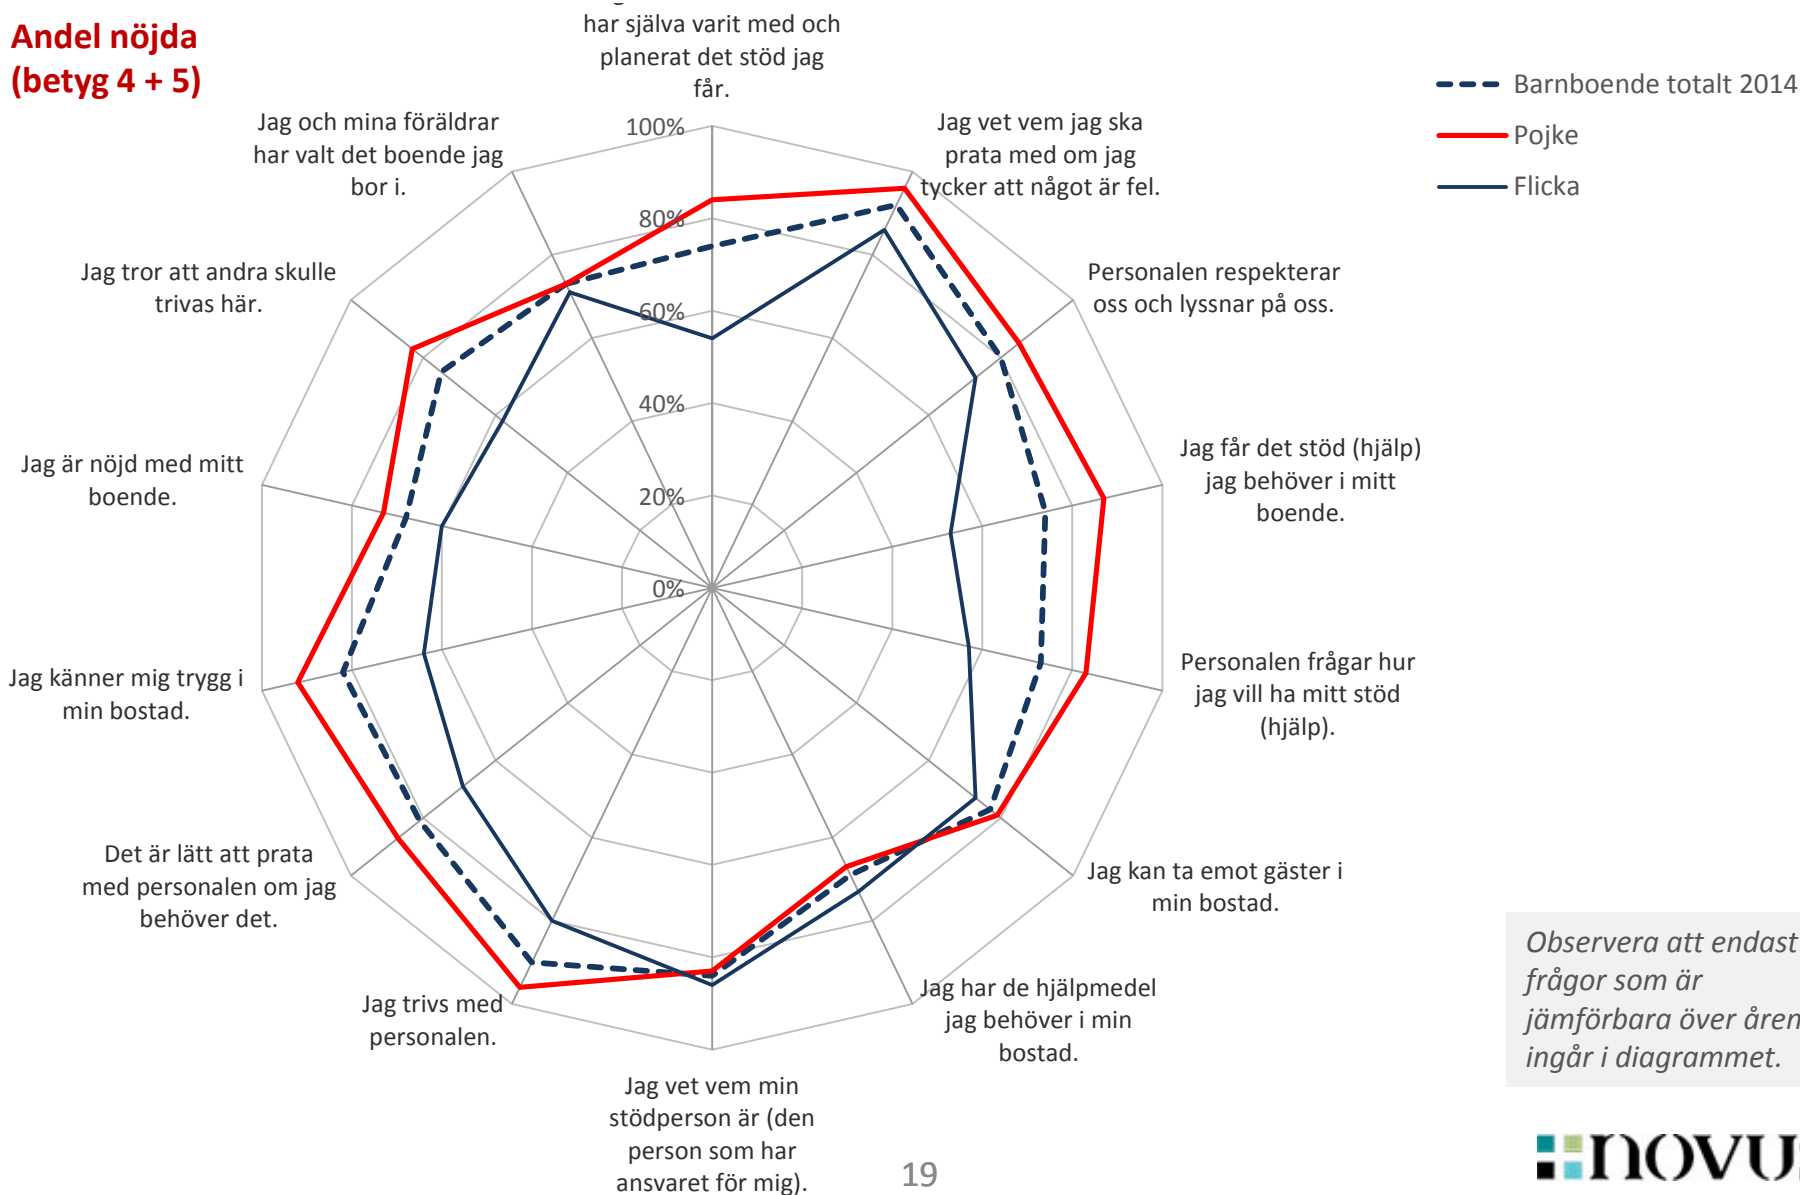 Andel nöjda
(betyg 4 + 5)
har själva varit med och
planerat det stöd jag
får.
Barnboende totalt 2014
Pojke
Flicka
Jag och mina föräldrar
har valt det boende jag
bor i.
Jag vet vem jag ska
prata med om jag
tycker att något är fel.
Jag tror att andra skulle
trivas här.
Personalen respekterar
oss och lyssnar på oss.
Jag är nöjd med mitt
boende.
Jag får det stöd (hjälp)
jag behöver i mitt
boende.
Jag känner mig trygg i
min bostad.
Personalen frågar hur
jag vill ha mitt stöd
(hjälp).
Det är lätt att prata
med personalen om jag
behöver det.
Jag kan ta emot gäster i
min bostad.
Jag trivs med
personalen.
Jag har de hjälpmedel
jag behöver i min
bostad.
Jag vet vem min
stödperson är (den
person som har
ansvaret för mig).
100%
80%
60%
40%
20%
0%
Observera att endast
frågor som är
jämförbara över åren
ingår i diagrammet.
19
novus